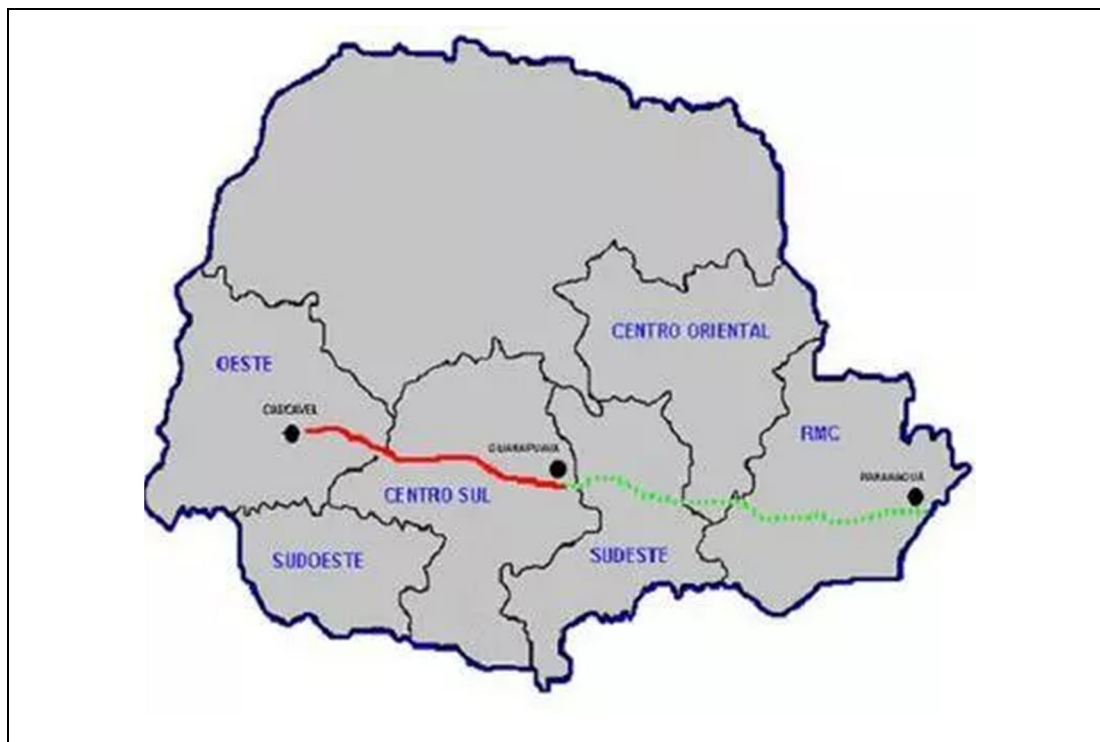 CENTRO ORIENTAL
OESTE
CASCAVEL
RMC
GUARAPUAVA
PARANAGUÁ
CENTRO SUL
SUDESTE
SUDOESTE